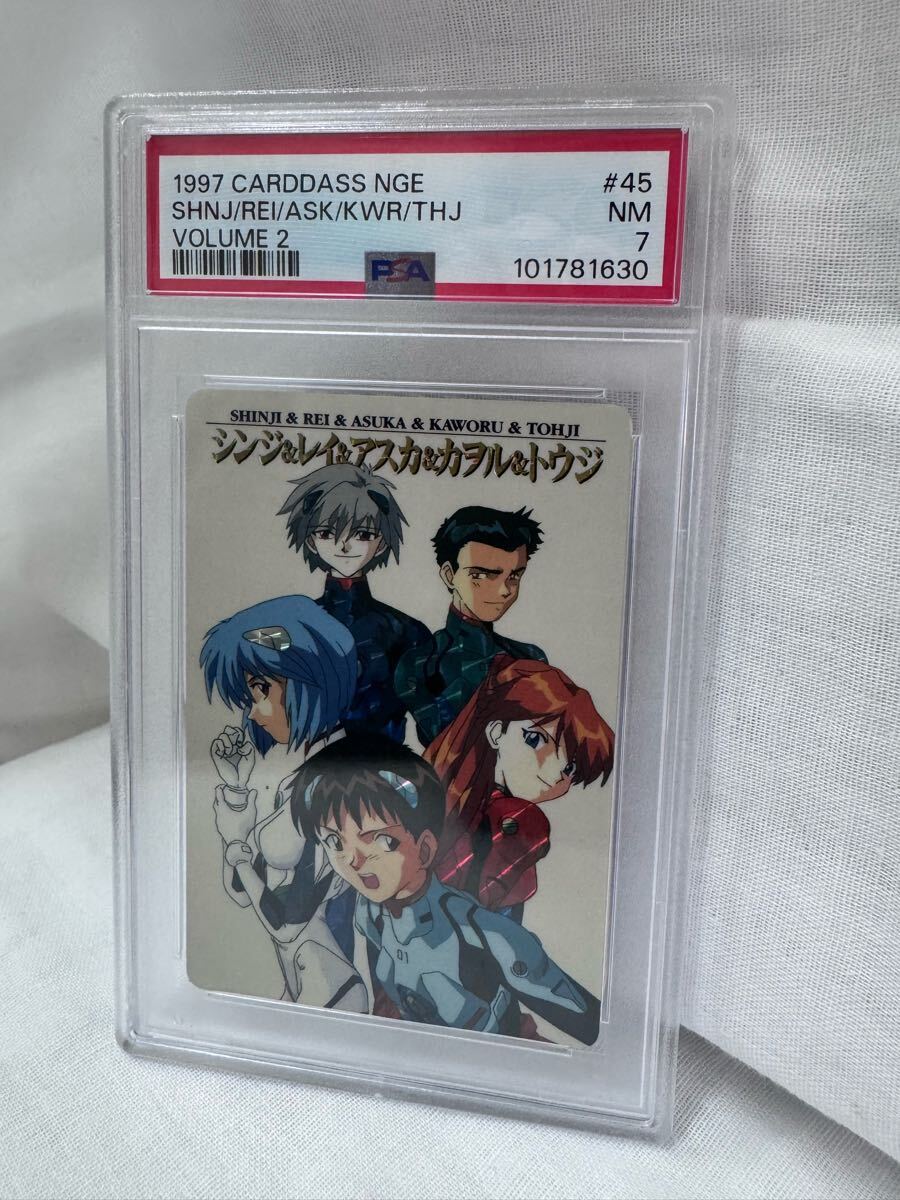 1997 CARDDASS NGE #45
SHNJ/REI/ASK/KWR/THJ NM
VOLUME 2 7
PSA 101781630
SHINJI & REI & ASUKA & KAWORU & TOHJI
シンジ&レイ&アスカ&カヲル&トウジ
01